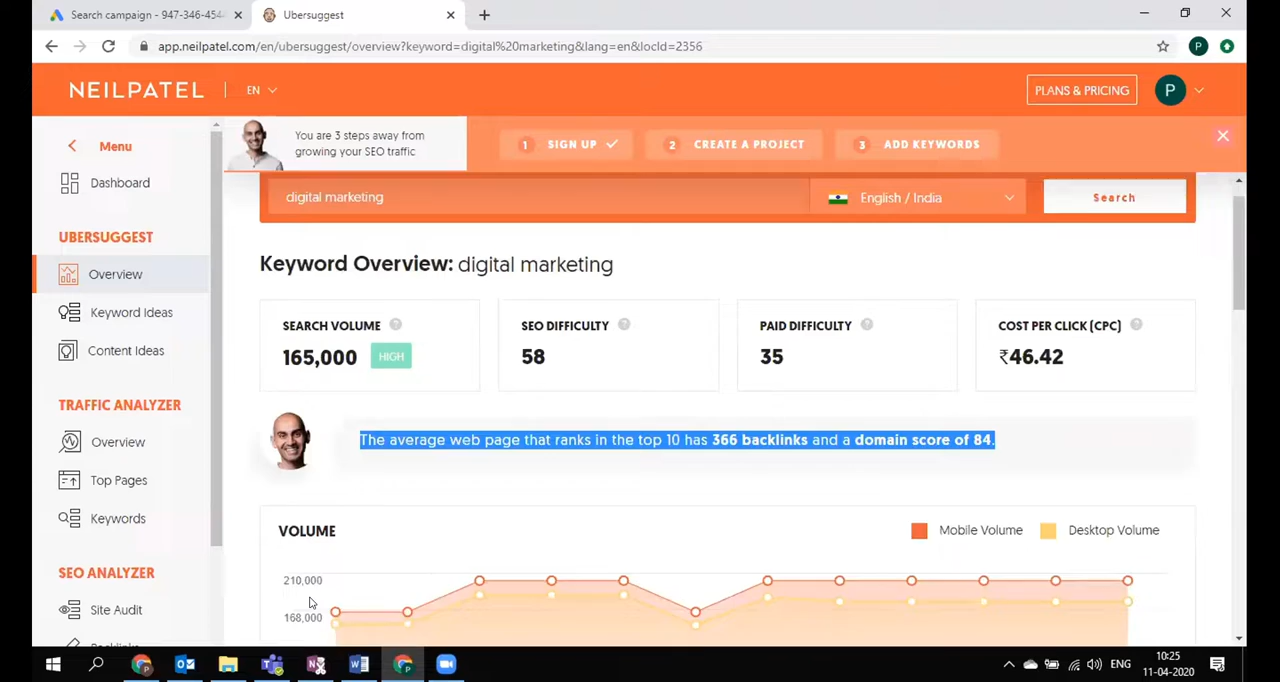 Search campaign - 947-346-454
Ubersuggest
app.neilpatel.com/en/ubersuggest/overview?keyword=digital%20marketing&lang=en&locId=2356
P
NEILPATEL
EN
PLANS & PRICING
P
Menu
You are 3 steps away from
growing your SEO traffic
1 SIGN UP
2 CREATE A PROJECT
3 ADD KEYWORDS
Dashboard
digital marketing
English / India
Search
UBERSUGGEST
Overview
Keyword Ideas
Content Ideas
TRAFFIC ANALYZER
Overview
Top Pages
Keywords
SEO ANALYZER
Site Audit
Keyword Overview: digital marketing
SEARCH VOLUME ?
165,000 HIGH
SEO DIFFICULTY ?
58
PAID DIFFICULTY ?
35
COST PER CLICK (CPC) ?
₹46.42
The average web page that ranks in the top 10 has 366 backlinks and a domain score of 84.
VOLUME
Mobile Volume
Desktop Volume
210,000
168,000
ENG
10:25
11-04-2020